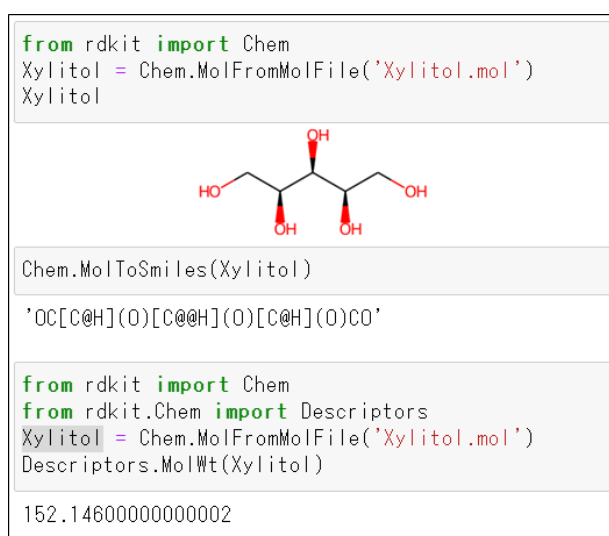 from rdkit import Chem
Xylitol = Chem.MolFromMolFile('Xylitol.mol')
Xylitol
OH
HO
OH
OH
OH
Chem.MolToSmiles(Xylitol)
'OC[C@H](O)[C@@H](O)[C@H](O)CO'
from rdkit import Chem
from rdkit.Chem import Descriptors
Xylitol = Chem.MolFromMolFile('Xylitol.mol')
Descriptors.MolWt(Xylitol)
152.14600000000002